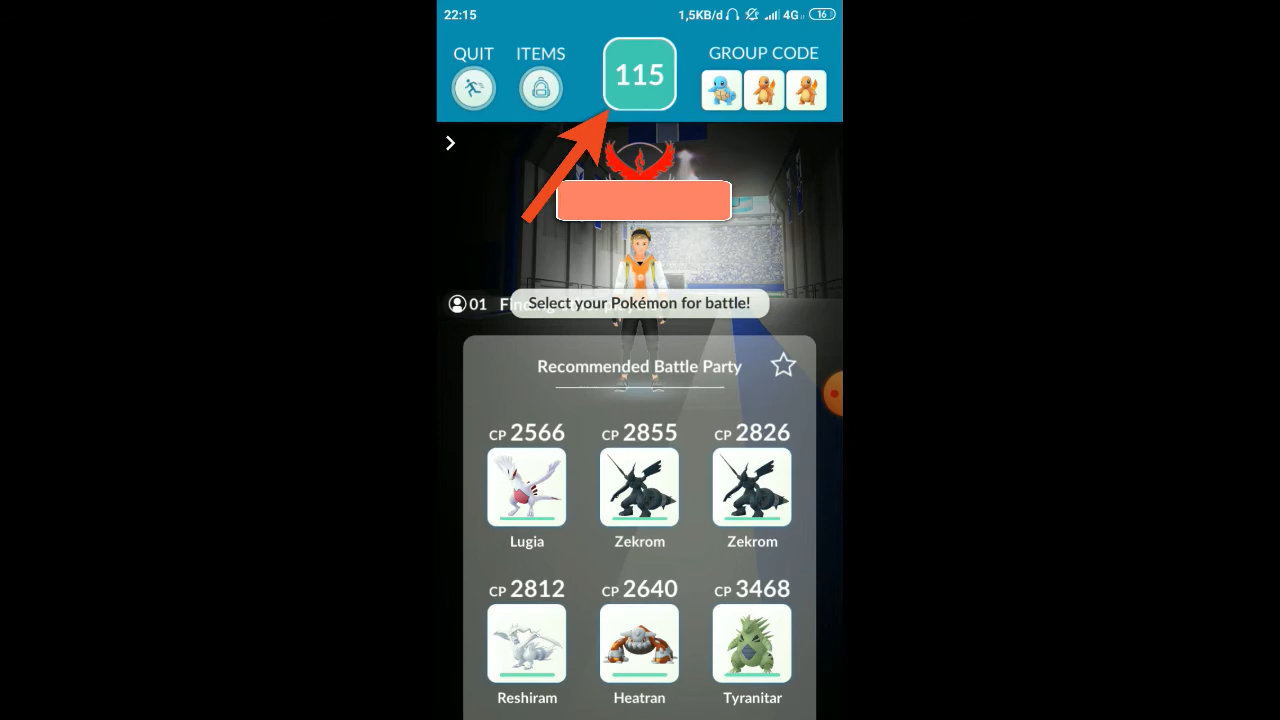 22:15 1,5KB/d 4G 16
QUIT ITEMS 115 GROUP CODE
01
Select your Pokémon for battle!
Recommended Battle Party
CP 2566 CP 2855 CP 2826
Lugia Zekrom Zekrom
CP 2812 CP 2640 CP 3468
Reshiram Heatran Tyranitar